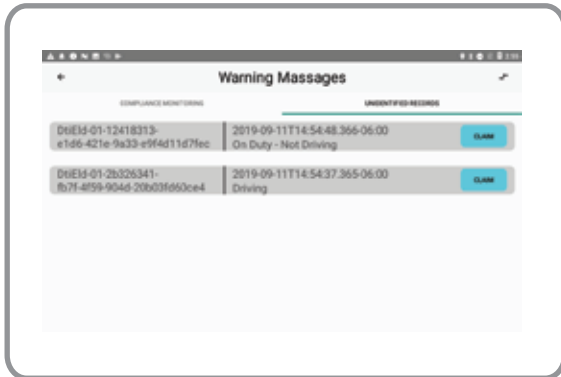 Warning Massages
COMPLIANCE MONITORING
UNIDENTIFIED RECORDS
DtiEld-01-12418313-
e1d6-421e-9a33-e9f4d11d7fec
2019-09-11T14:54:48.366-06:00
On Duty - Not Driving
CLAIM
DtiEld-01-2b326341-
fb7f-4f59-904d-20b03fd60ce4
2019-09-11T14:54:37.365-06:00
Driving
CLAIM